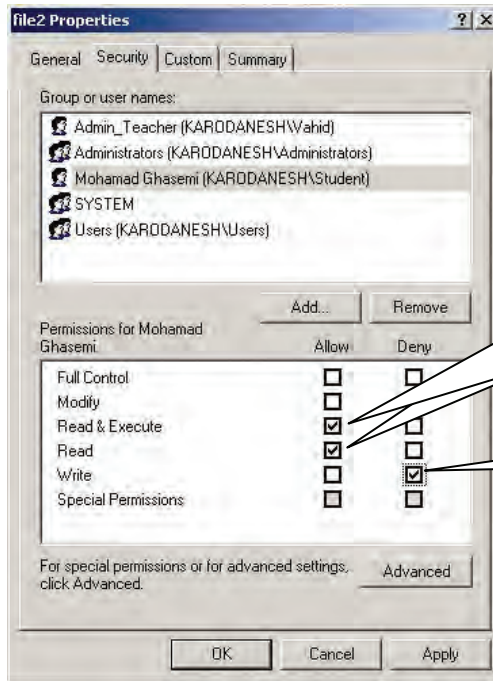 file2 Properties
General Security Custom Summary
Group or user names:
Admin_Teacher (KARODANESH\Vahid)
Administrators (KARODANESH\Administrators)
Mohamad Ghasemi (KARODANESH\Student)
SYSTEM
Users (KARODANESH\Users)
Add... Remove
Permissions for Mohamad
Ghasemi Allow Deny
Full Control
Modify
Read & Execute
Read
Write
Special Permissions
For special permissions or for advanced settings,
click Advanced. Advanced
OK Cancel Apply